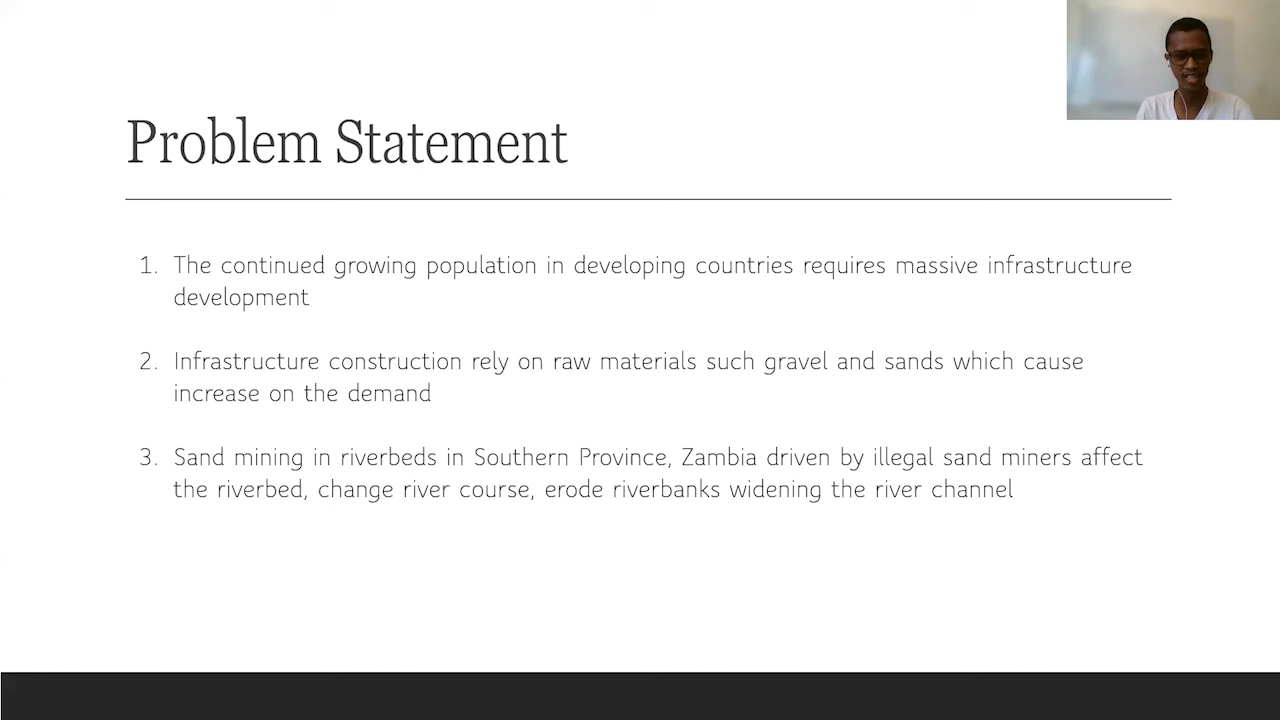 Problem Statement
1. The continued growing population in developing countries requires massive infrastructure
development
2. Infrastructure construction rely on raw materials such gravel and sands which cause
increase on the demand
3. Sand mining in riverbeds in Southern Province, Zambia driven by illegal sand miners affect
the riverbed, change river course, erode riverbanks widening the river channel